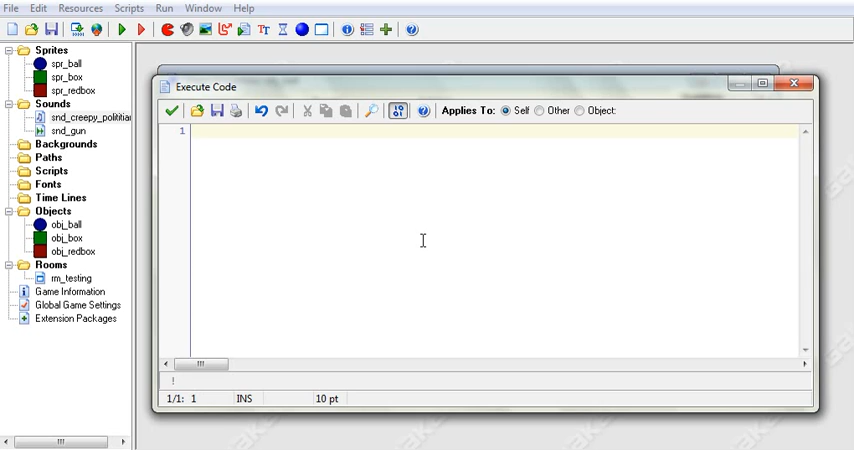 File Edit Resources Scripts Run Window Help
Sprites
spr_ball
spr_box
spr_redbox
Sounds
snd_creepy_polititian
snd_gun
Backgrounds
Paths
Scripts
Fonts
Time Lines
Objects
obj_ball
obj_box
obj_redbox
Rooms
rm_testing
Game Information
Global Game Settings
Extension Packages
Execute Code
Applies To: Self Other Object:
1
1/1: 1 INS 10 pt